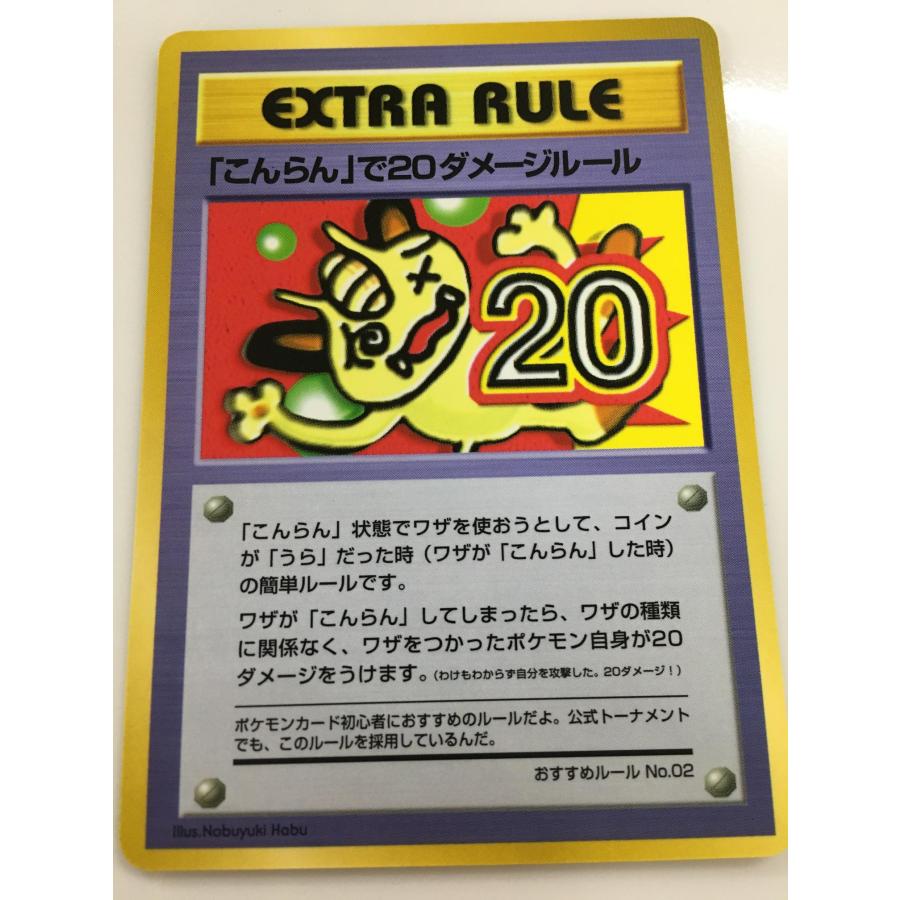 EXTRA RULE
「こんらん」で20ダメージルール
20
「こんらん」状態でワザを使おうとして、コイン
が「うら」だった時（ワザが「こんらん」した時）
の簡単ルールです。
ワザが「こんらん」してしまったら、ワザの種類
に関係なく、ワザをつかったポケモン自身が20
ダメージをうけます。（わけもわからず自分を攻撃した。20ダメージ！）
ポケモンカード初心者におすすめのルールだよ。公式トーナメント
でも、このルールを採用しているんだ。
おすすめルール No.02
Illus.Nobuyuki Habu